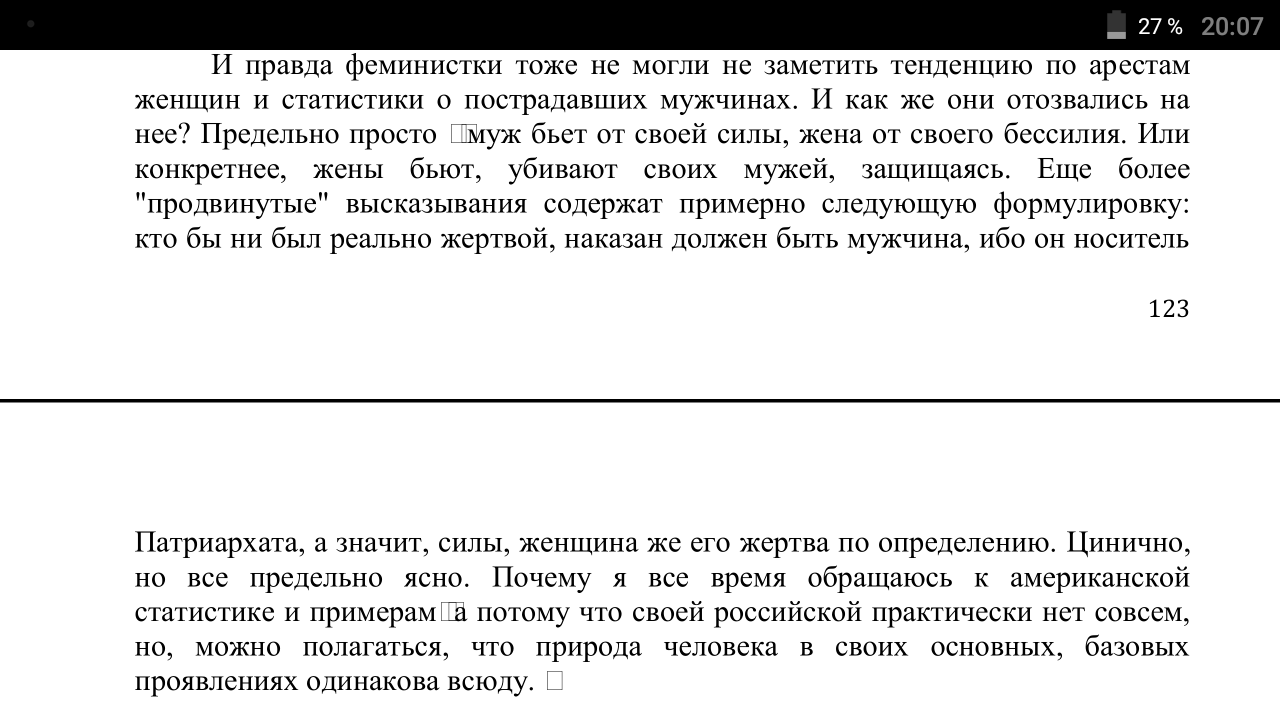 27 % 20:07
И правда феминистки тоже не могли не заметить тенденцию по арестам
женщин и статистики о пострадавших мужчинах. И как же они отозвались на
нее? Предельно просто муж бьет от своей силы, жена от своего бессилия. Или
конкретнее, жены бьют, убивают своих мужей, защищаясь. Еще более
"продвинутые" высказывания содержат примерно следующую формулировку:
кто бы ни был реально жертвой, наказан должен быть мужчина, ибо он носитель
123
Патриархата, а значит, силы, женщина же его жертва по определению. Цинично,
но все предельно ясно. Почему я все время обращаюсь к американской
статистике и примерам а потому что своей российской практически нет совсем,
но, можно полагаться, что природа человека в своих основных, базовых
проявлениях одинакова всюду.